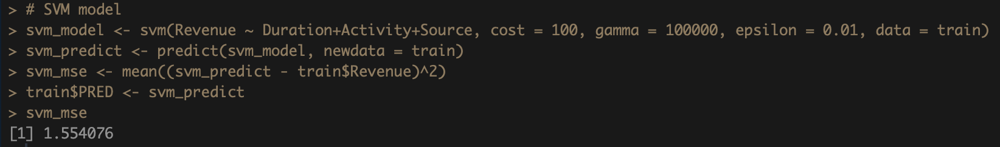 > # SVM model
> svm_model <- svm(Revenue ~ Duration+Activity+Source, cost = 100, gamma = 100000, epsilon = 0.01, data = train)
> svm_predict <- predict(svm_model, newdata = train)
> svm_mse <- mean((svm_predict - train$Revenue)^2)
> train$PRED <- svm_predict
> svm_mse
[1] 1.554076